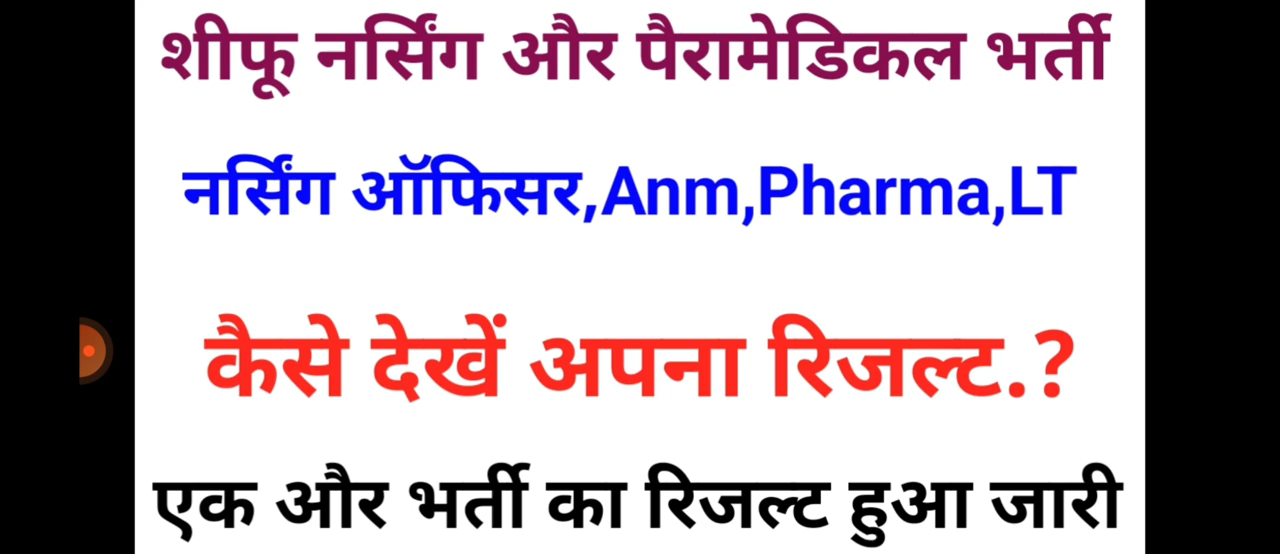 शीफू नर्सिंग और पैरामेडिकल भर्ती
नर्सिंग ऑफिसर,Anm,Pharma,LT
कैसे देखें अपना रिजल्ट.?
एक और भर्ती का रिजल्ट हुआ जारी